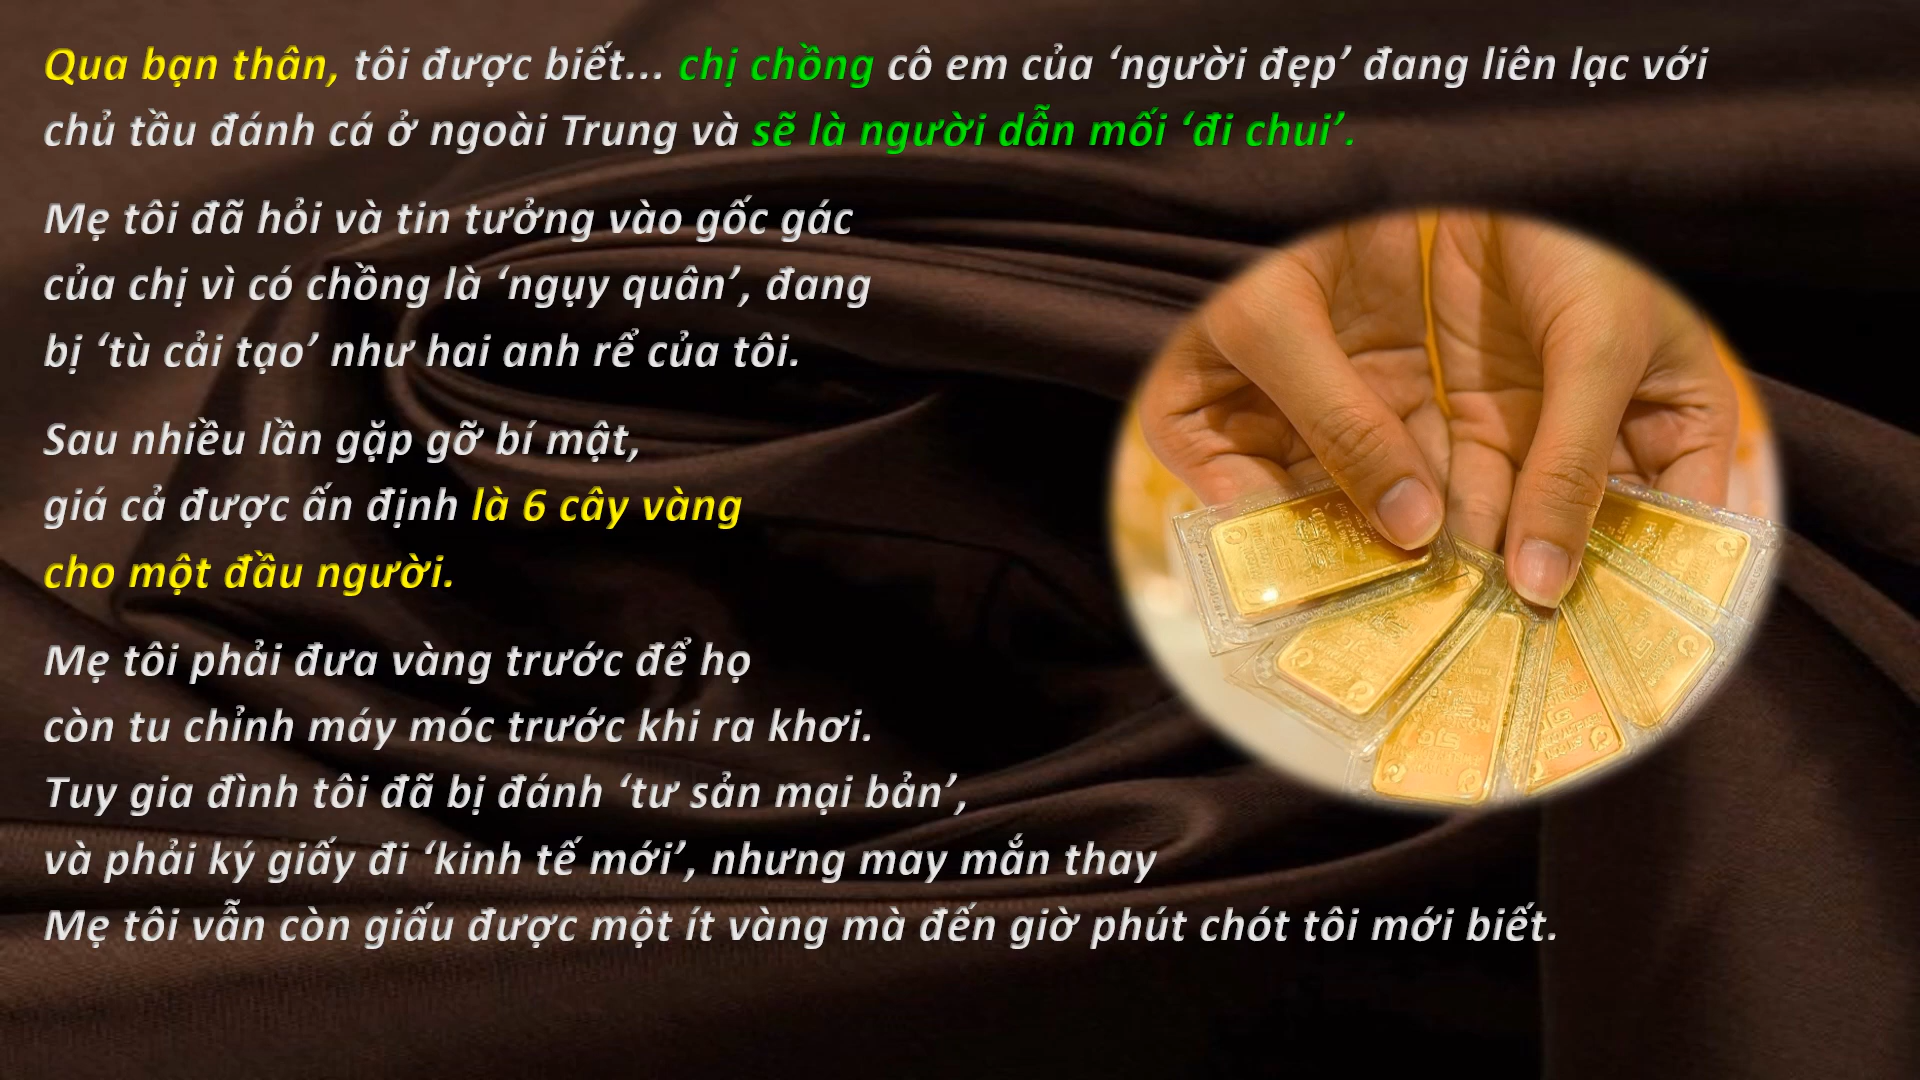 Qua bạn thân, tôi được biết... chị chồng cô em của ‘người đẹp’ đang liên lạc với
chủ tầu đánh cá ở ngoài Trung và sẽ là người dẫn mối ‘đi chui’.
Mẹ tôi đã hỏi và tin tưởng vào gốc gác
của chị vì có chồng là ‘ngụy quân’, đang
bị ‘tù cải tạo’ như hai anh rể của tôi.
Sau nhiều lần gặp gỡ bí mật,
giá cả được ấn định là 6 cây vàng
cho một đầu người.
Mẹ tôi phải đưa vàng trước để họ
còn tu chỉnh máy móc trước khi ra khơi.
Tuy gia đình tôi đã bị đánh ‘tư sản mại bản’,
và phải ký giấy đi ‘kinh tế mới’, nhưng may mắn thay
Mẹ tôi vẫn còn giấu được một ít vàng mà đến giờ phút chót tôi mới biết.